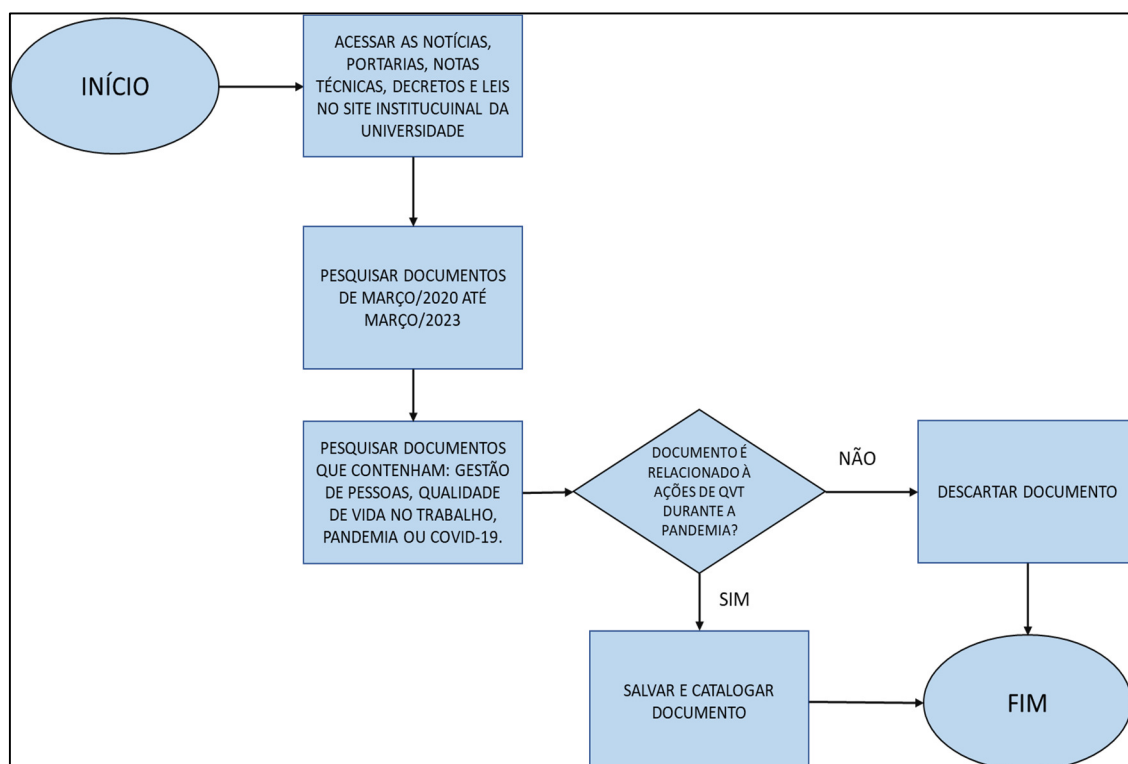 INÍCIO
ACESSAR AS NOTÍCIAS,
PORTARIAS, NOTAS
TÉCNICAS, DECRETOS E LEIS
NO SITE INSTITUCUINAL DA
UNIVERSIDADE
PESQUISAR DOCUMENTOS
DE MARÇO/2020 ATÉ
MARÇO/2023
PESQUISAR DOCUMENTOS
QUE CONTENHAM: GESTÃO
DE PESSOAS, QUALIDADE
DE VIDA NO TRABALHO,
PANDEMIA OU COVID-19.
DOCUMENTO É
RELACIONADO À
AÇÕES DE QVT
DURANTE A
PANDEMIA?
NÃO
DESCARTAR DOCUMENTO
SIM
SALVAR E CATALOGAR
DOCUMENTO
FIM